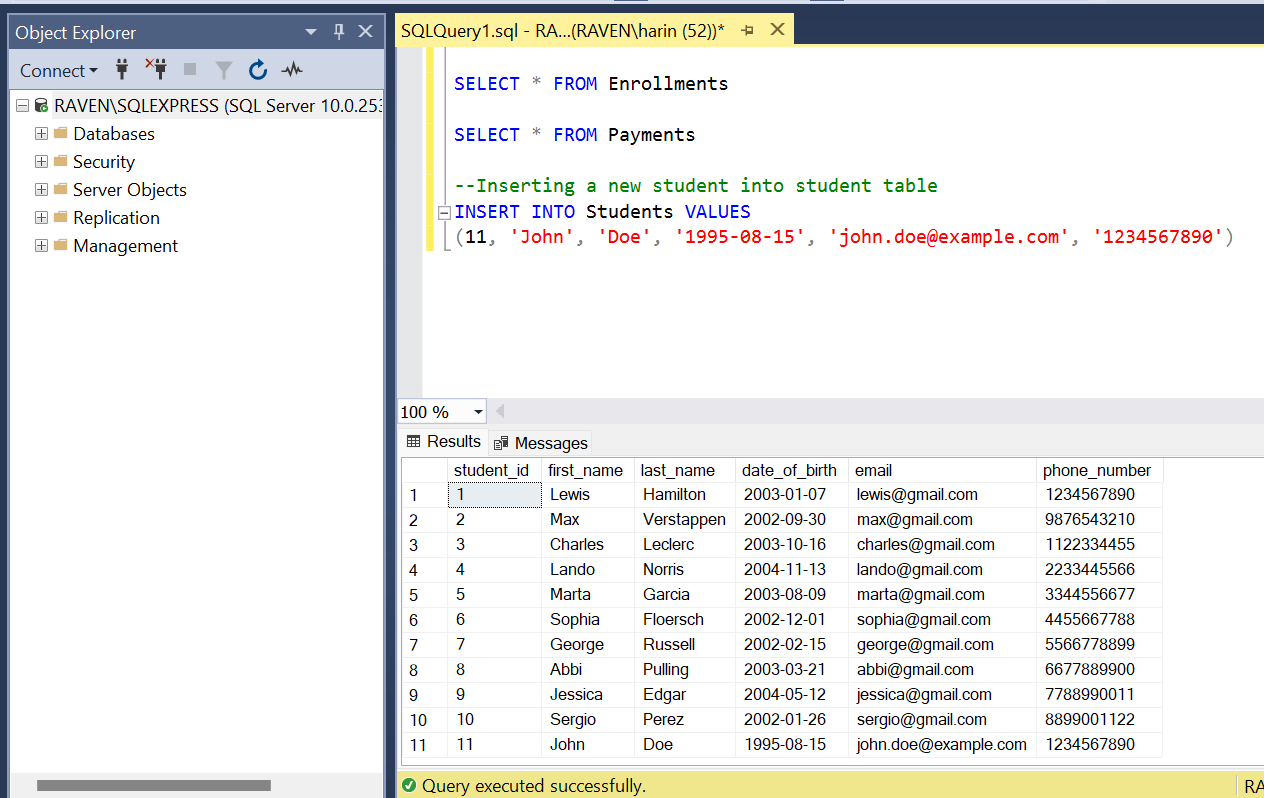 Object Explorer
Connect
RAVEN\SQLEXPRESS (SQL Server 10.0.253
Databases
Security
Server Objects
Replication
Management
SQLQuery1.sql - RA...(RAVEN\harin (52))*
SELECT * FROM Enrollments
SELECT * FROM Payments
--Inserting a new student into student table
INSERT INTO Students VALUES
(11, 'John', 'Doe', '1995-08-15', 'john.doe@example.com', '1234567890')
100 %
Results Messages
student_id first_name last_name date_of_birth email phone_number
1 1 Lewis Hamilton 2003-01-07 lewis@gmail.com 1234567890
2 2 Max Verstappen 2002-09-30 max@gmail.com 9876543210
3 3 Charles Leclerc 2003-10-16 charles@gmail.com 1122334455
4 4 Lando Norris 2004-11-13 lando@gmail.com 2233445566
5 5 Marta Garcia 2003-08-09 marta@gmail.com 3344556677
6 6 Sophia Floersch 2002-12-01 sophia@gmail.com 4455667788
7 7 George Russell 2002-02-15 george@gmail.com 5566778899
8 8 Abbi Pulling 2003-03-21 abbi@gmail.com 6677889900
9 9 Jessica Edgar 2004-05-12 jessica@gmail.com 7788990011
10 10 Sergio Perez 2002-01-26 sergio@gmail.com 8899001122
11 11 John Doe 1995-08-15 john.doe@example.com 1234567890
Query executed successfully. RA